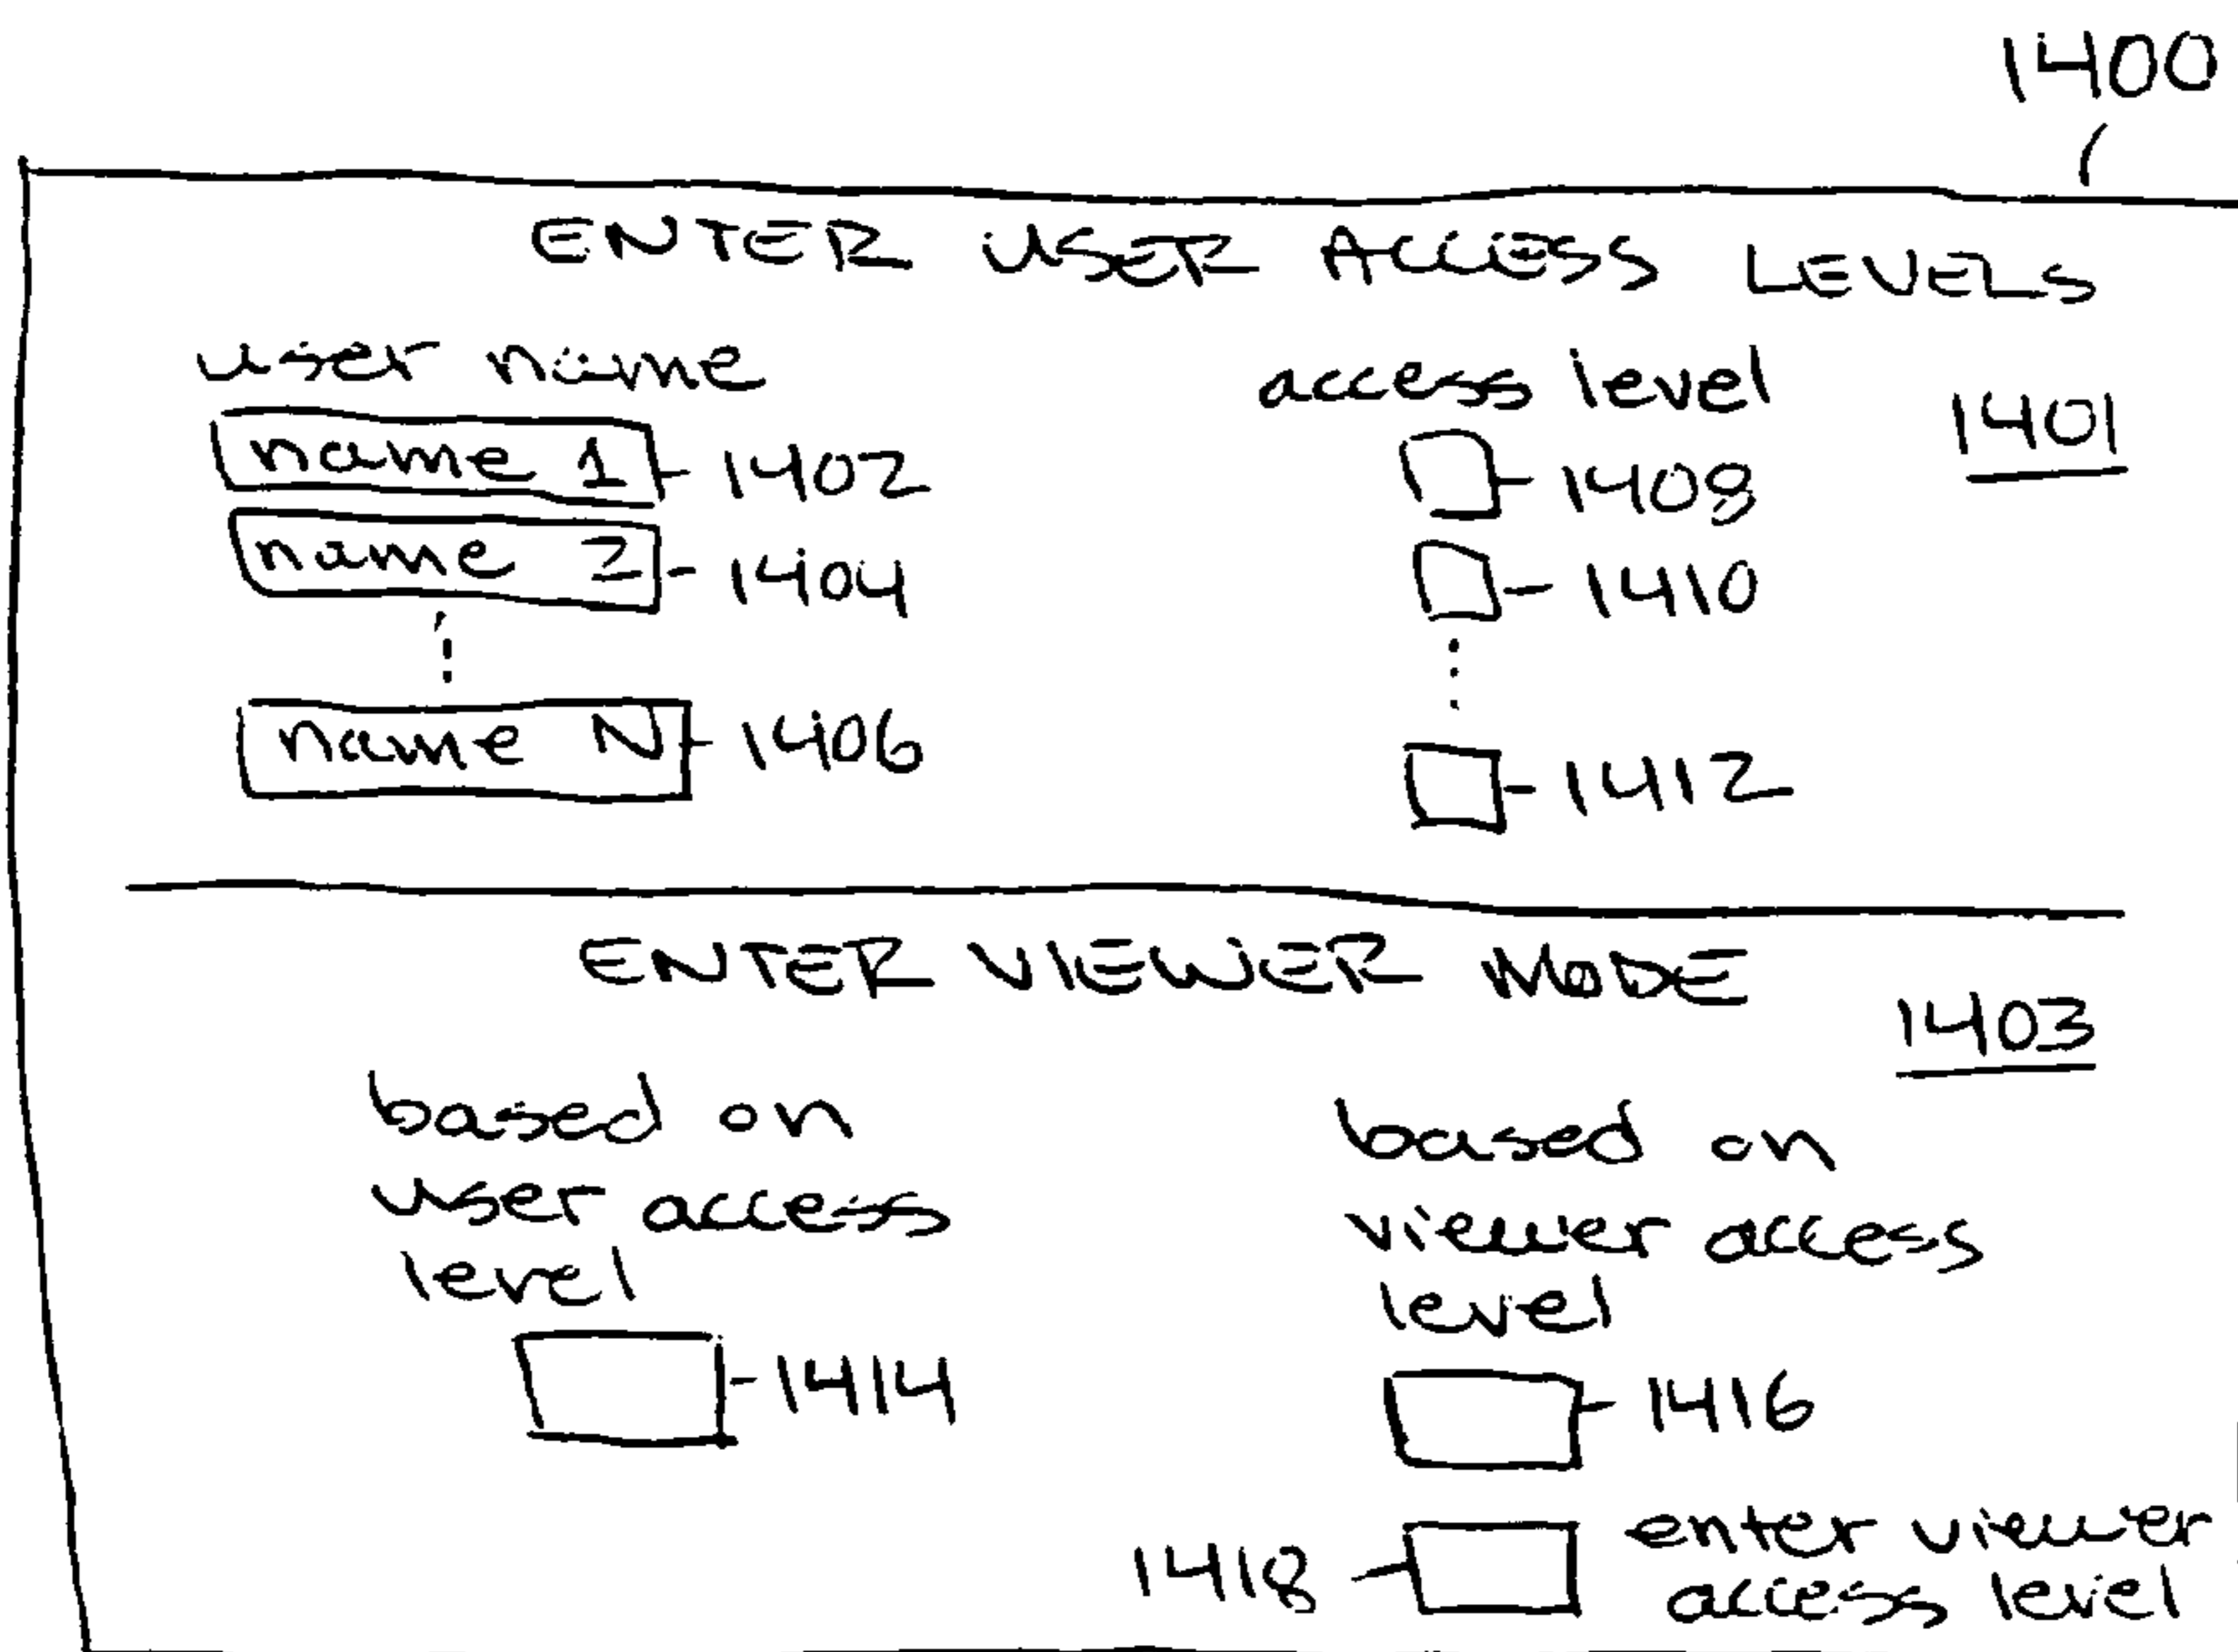 1400
ENTER USER ACCESS LEVELS
user name access level 1401
name 1 1402 1408
name 2 1404 1410
name N 1406 1412
ENTER VIEWER MODE
1403
based on based on
user access viewer access
level level
1414 1416
1418 enter viewer
access level